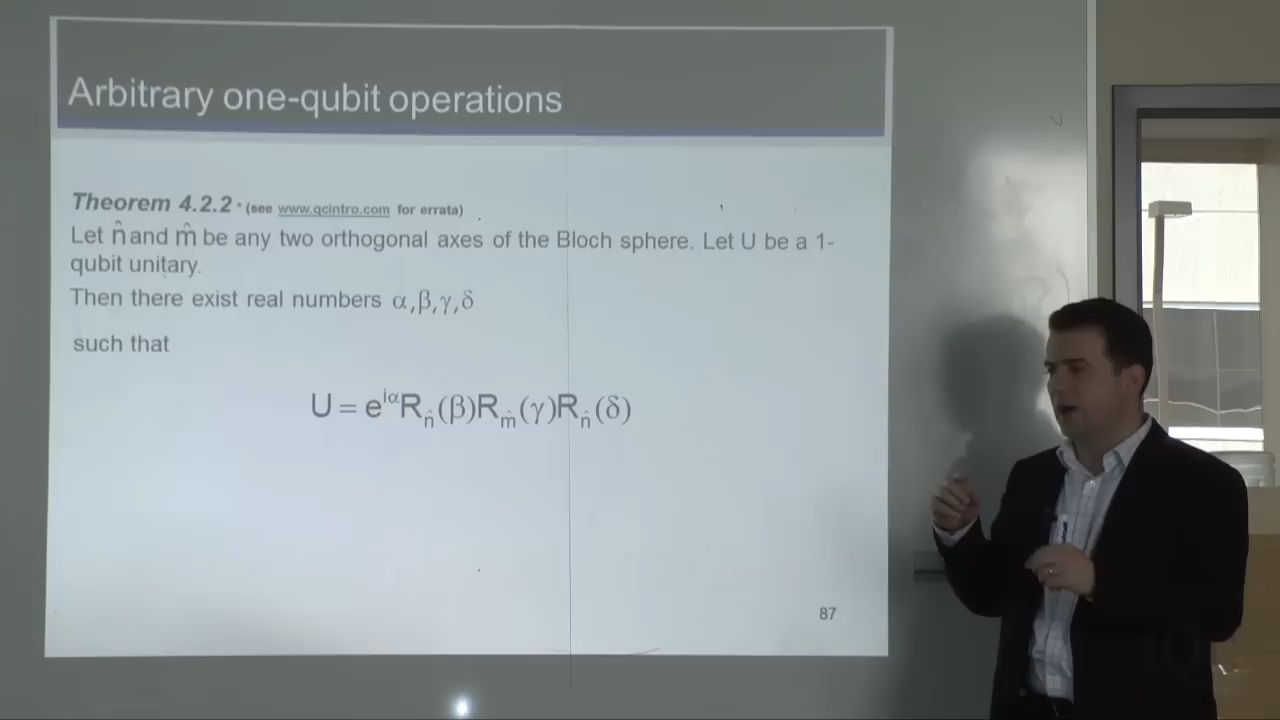 Arbitrary one-qubit operations
Theorem 4.2.2 * (see www.qcintro.com for errata)
Let n̂ and m̂ be any two orthogonal axes of the Bloch sphere. Let U be a 1-
qubit unitary.
Then there exist real numbers α,β,γ,δ
such that
U = e^{iα}R_{n̂}(β)R_{m̂}(γ)R_{n̂}(δ)
87